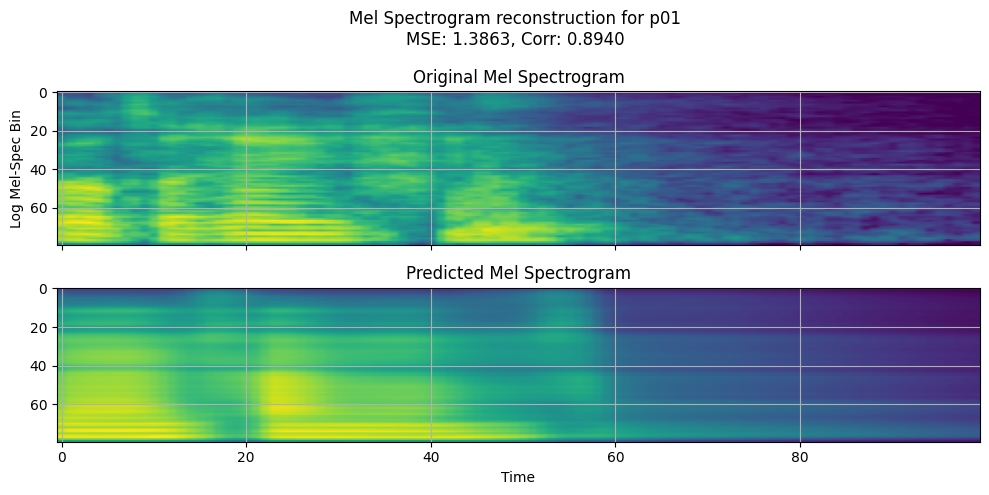 Mel Spectrogram reconstruction for p01
MSE: 1.3863, Corr: 0.8940
Original Mel Spectrogram
0
20
40
60
Log Mel-Spec Bin
Predicted Mel Spectrogram
0
20
40
60
0 20 40 60 80
Time